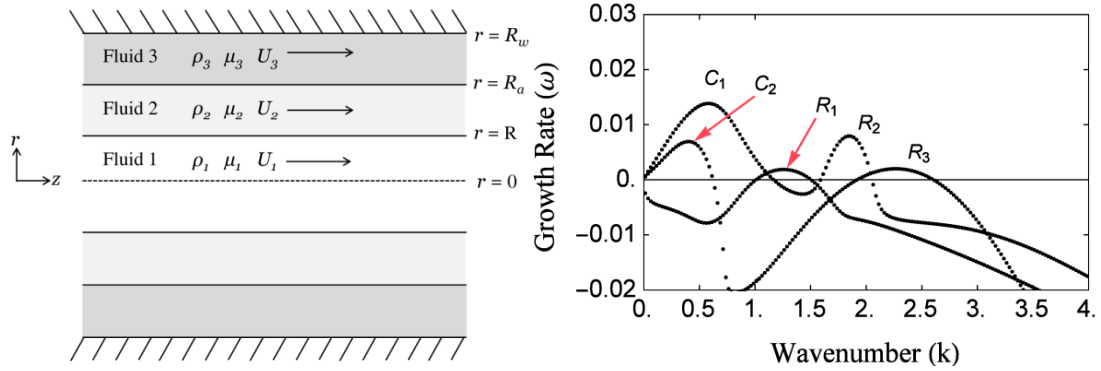 Fluid 3 ρ₃ μ₃ U₃
r = R_w
r = R_a
Fluid 2 ρ₂ μ₂ U₂
r = R
Fluid 1 ρ₁ μ₁ U₁
r
z
r = 0
Growth Rate (ω)
0.03
0.02
0.01
0.
−0.01
−0.02
C₁
C₂
R₁
R₂
R₃
0. 0.5 1. 1.5 2. 2.5 3. 3.5 4.
Wavenumber (k)